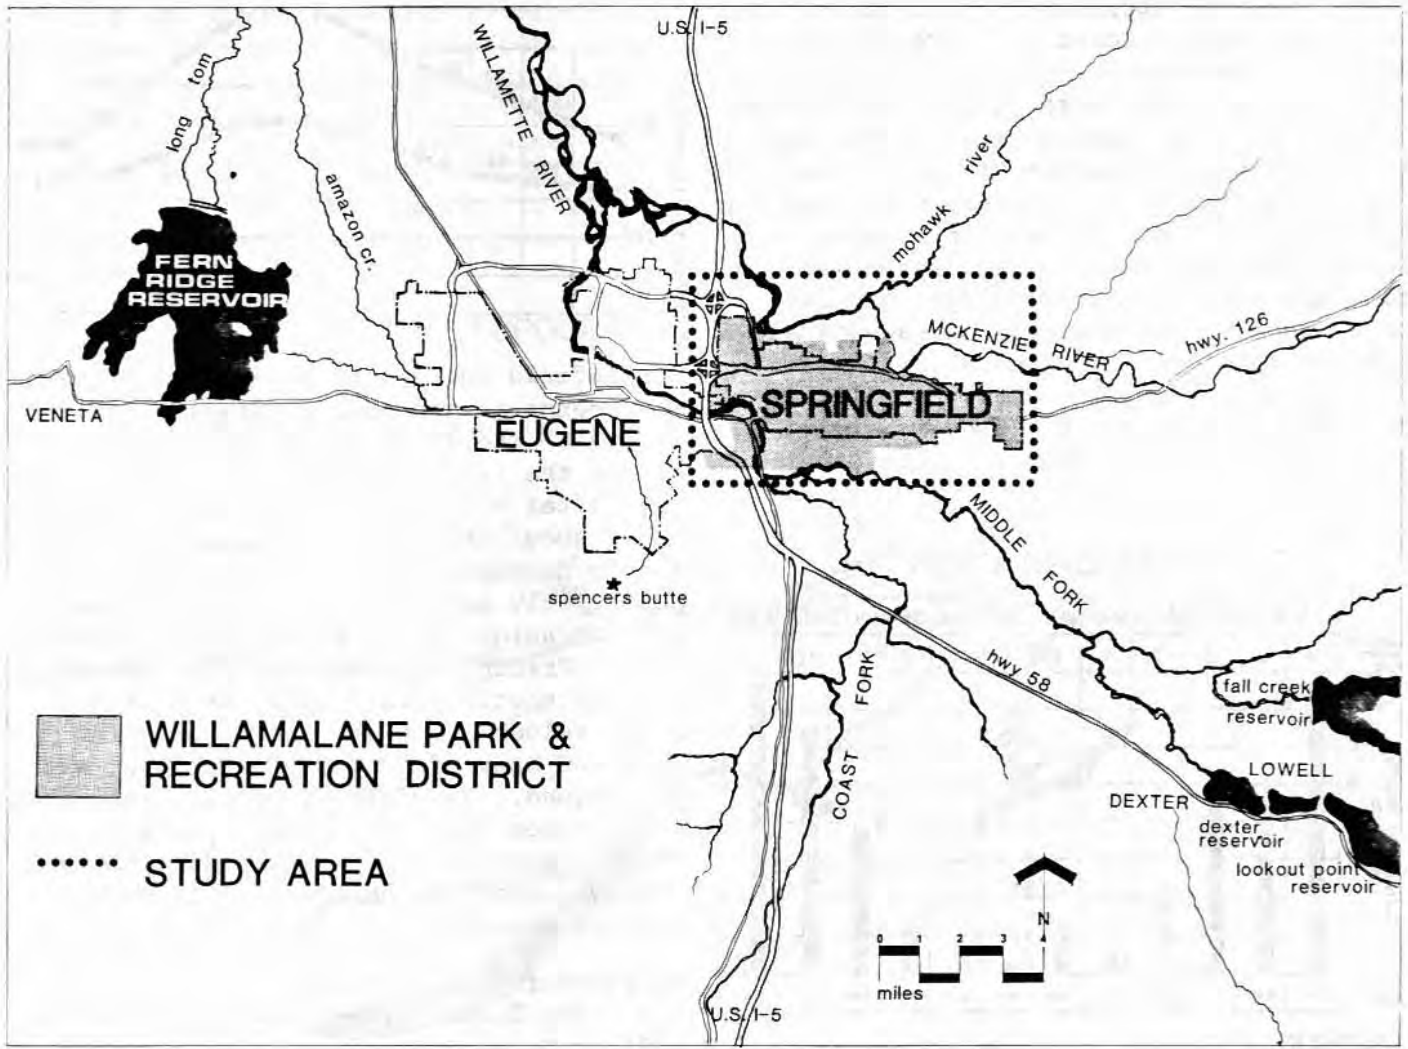 U.S. I-5
WILLAMETTE RIVER
long tom
amazon cr.
mohawk river
FERN
RIDGE
RESERVOIR
MCKENZIE RIVER
hwy. 126
VENETA
EUGENE
SPRINGFIELD
MIDDLE FORK
spencers butte
hwy 58
COAST FORK
fall creek
reservoir
LOWELL
DEXTER
dexter
reservoir
lookout point
reservoir
WILLAMALANE PARK &
RECREATION DISTRICT
STUDY AREA
N
0 1 2 3 4
miles
U.S. I-5